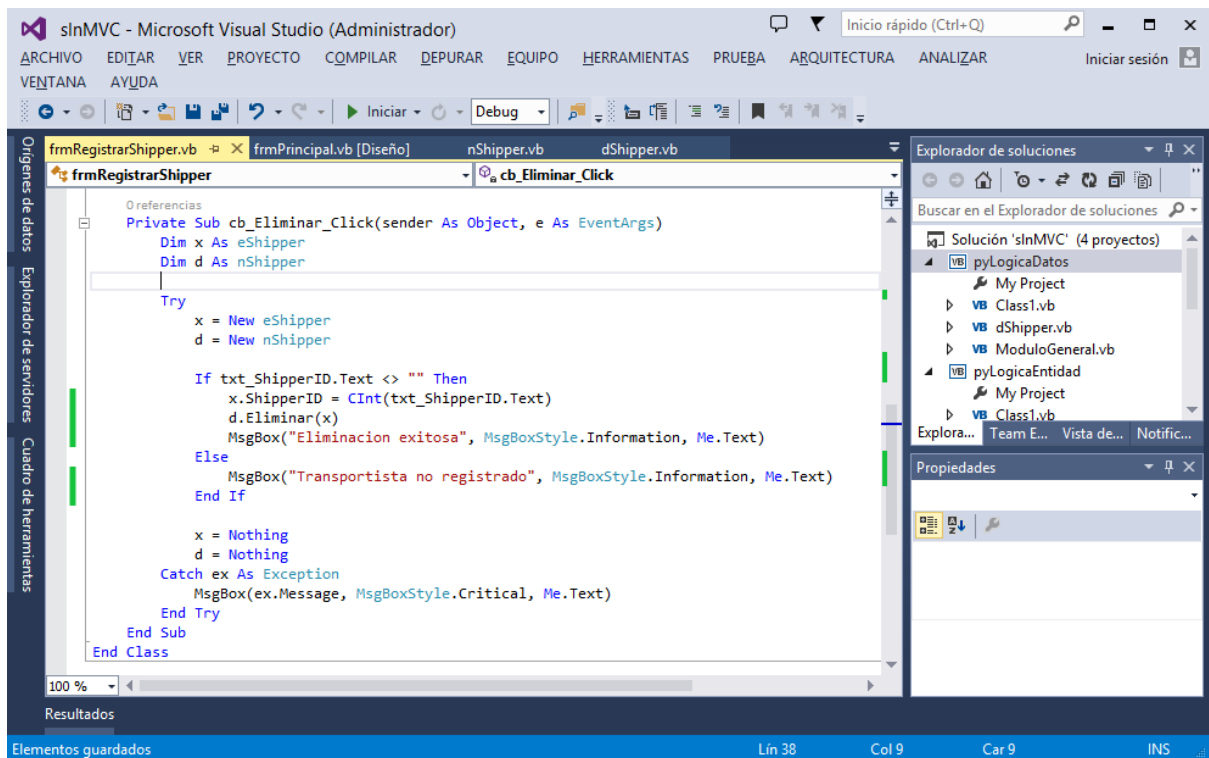 slnMVC - Microsoft Visual Studio (Administrador)
Inicio rápido (Ctrl+Q)
ARCHIVO EDITAR VER PROYECTO COMPILAR DEPURAR EQUIPO HERRAMIENTAS PRUEBA ARQUITECTURA ANALIZAR Iniciar sesión
VENTANA AYUDA
Iniciar Debug
Orígenes de datos
Explorador de servidores
Cuadro de herramientas
frmRegistrarShipper.vb frmPrincipal.vb [Diseño] nShipper.vb dShipper.vb
frmRegistrarShipper cb_Eliminar_Click
0 referencias
Private Sub cb_Eliminar_Click(sender As Object, e As EventArgs)
Dim x As eShipper
Dim d As nShipper
Try
x = New eShipper
d = New nShipper
If txt_ShipperID.Text <> "" Then
x.ShipperID = CInt(txt_ShipperID.Text)
d.Eliminar(x)
MsgBox("Eliminacion exitosa", MsgBoxStyle.Information, Me.Text)
Else
MsgBox("Transportista no registrado", MsgBoxStyle.Information, Me.Text)
End If
x = Nothing
d = Nothing
Catch ex As Exception
MsgBox(ex.Message, MsgBoxStyle.Critical, Me.Text)
End Try
End Sub
End Class
100 %
Explorador de soluciones
Buscar en el Explorador de soluciones
Solución 'slnMVC' (4 proyectos)
VB pyLogicaDatos
My Project
VB Class1.vb
VB dShipper.vb
VB ModuloGeneral.vb
VB pyLogicaEntidad
My Project
VB Class1.vb
Explora... Team E... Vista de... Notific...
Propiedades
Resultados
Elementos guardados Lín 38 Col 9 Car 9 INS